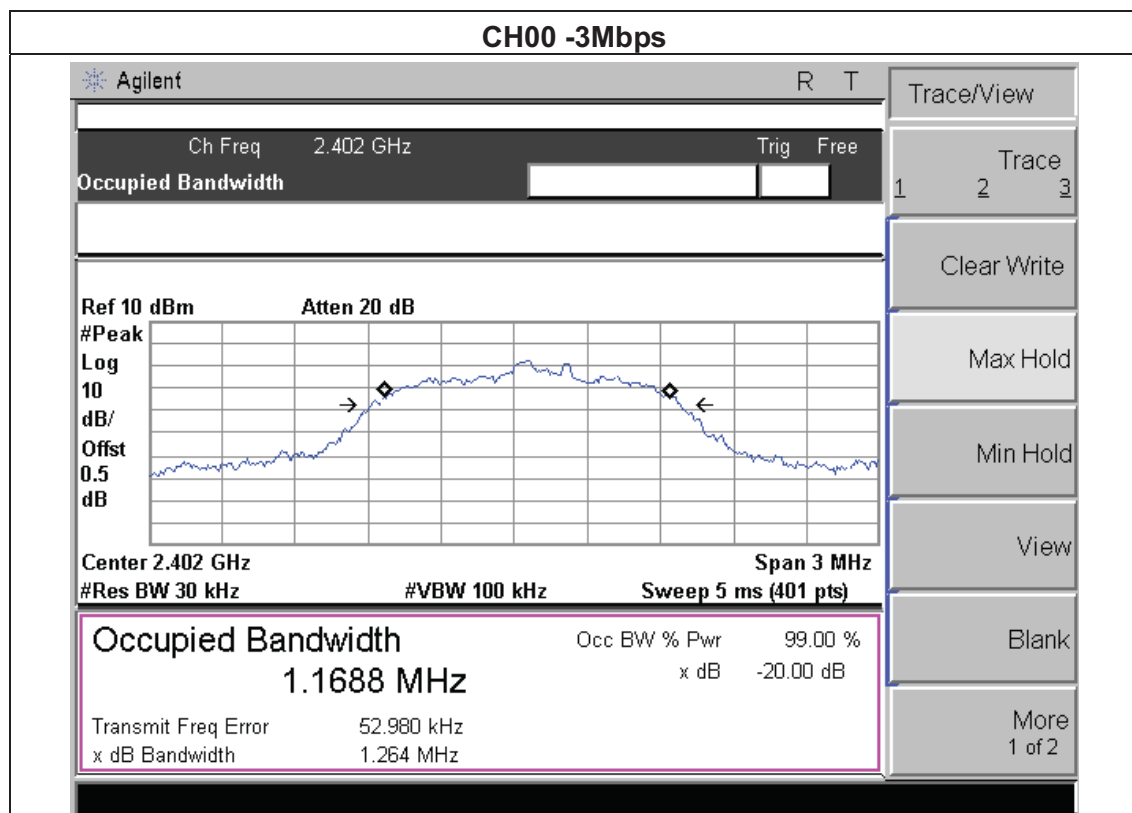 CH00 -3Mbps
Agilent R T
Ch Freq 2.402 GHz Trig Free
Occupied Bandwidth
Ref 10 dBm Atten 20 dB
#Peak
Log
10
dB/
Offst
0.5
dB
Center 2.402 GHz Span 3 MHz
#Res BW 30 kHz #VBW 100 kHz Sweep 5 ms (401 pts)
Occupied Bandwidth Occ BW % Pwr 99.00 %
1.1688 MHz x dB -20.00 dB
Transmit Freq Error 52.980 kHz
x dB Bandwidth 1.264 MHz
Trace/View
Trace
1 2 3
Clear Write
Max Hold
Min Hold
View
Blank
More
1 of 2